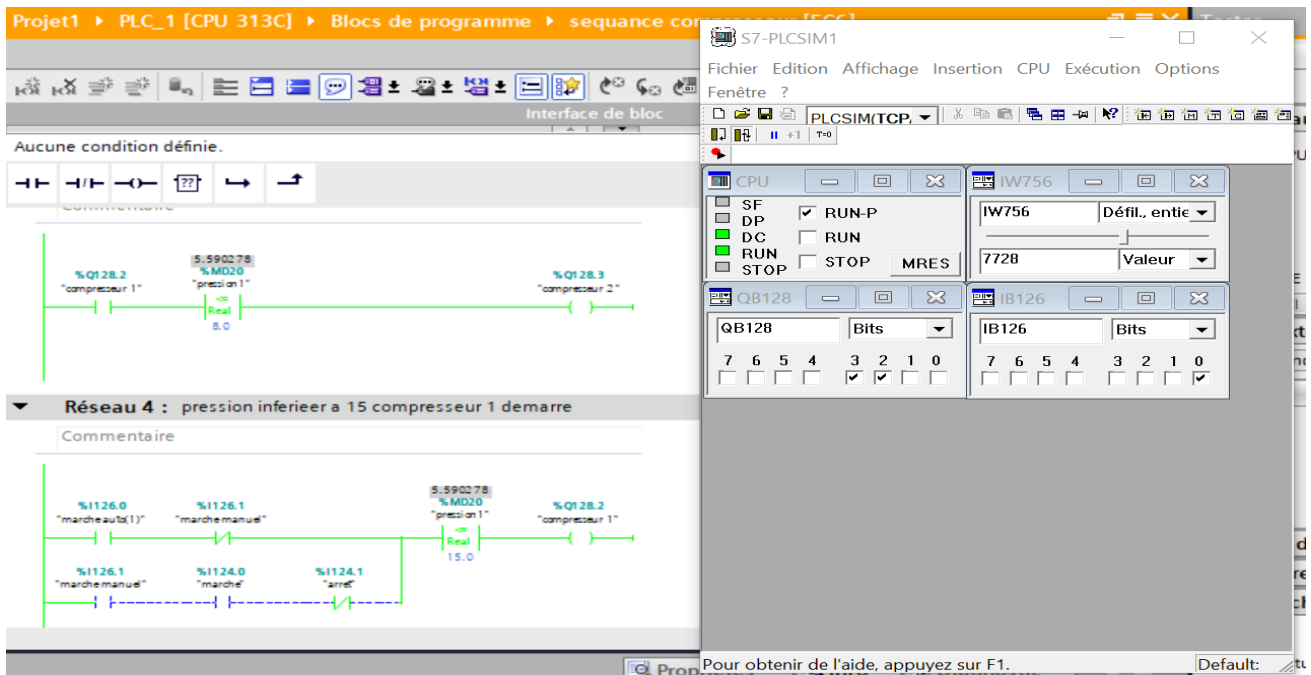 Projet1 ▸ PLC_1 [CPU 313C] ▸ Blocs de programme ▸
Interface de bloc
Aucune condition définie.
??
Commentaire
5.590278
%Q128.2
%MD20
%Q128.3
"compresseur 1"
"pression1"
"compresseur 2"
<=
Real
8.0
Réseau 4 : pression inferieer a 15 compresseur 1 demarre
Commentaire
5.590278
%I126.0
%I126.1
%MD20
%Q128.2
"marche auto(1)"
"marche manuel"
"pression1"
"compresseur 1"
<=
Real
15.0
%I126.1
%I124.0
%I124.1
"marche manuel"
"marche"
"arret"
S7-PLCSIM1
Fichier Edition Affichage Insertion CPU Exécution Options
Fenêtre ?
PLCSIM(TCP,
+1 T=0
CPU
SF
DP
DC
RUN
STOP
RUN-P
RUN
STOP
MRES
IW756
IW756
Défil., entie
7728
Valeur
QB128
QB128
Bits
7 6 5 4 3 2 1 0
IB126
IB126
Bits
7 6 5 4 3 2 1 0
Pour obtenir de l'aide, appuyez sur F1.
Default: